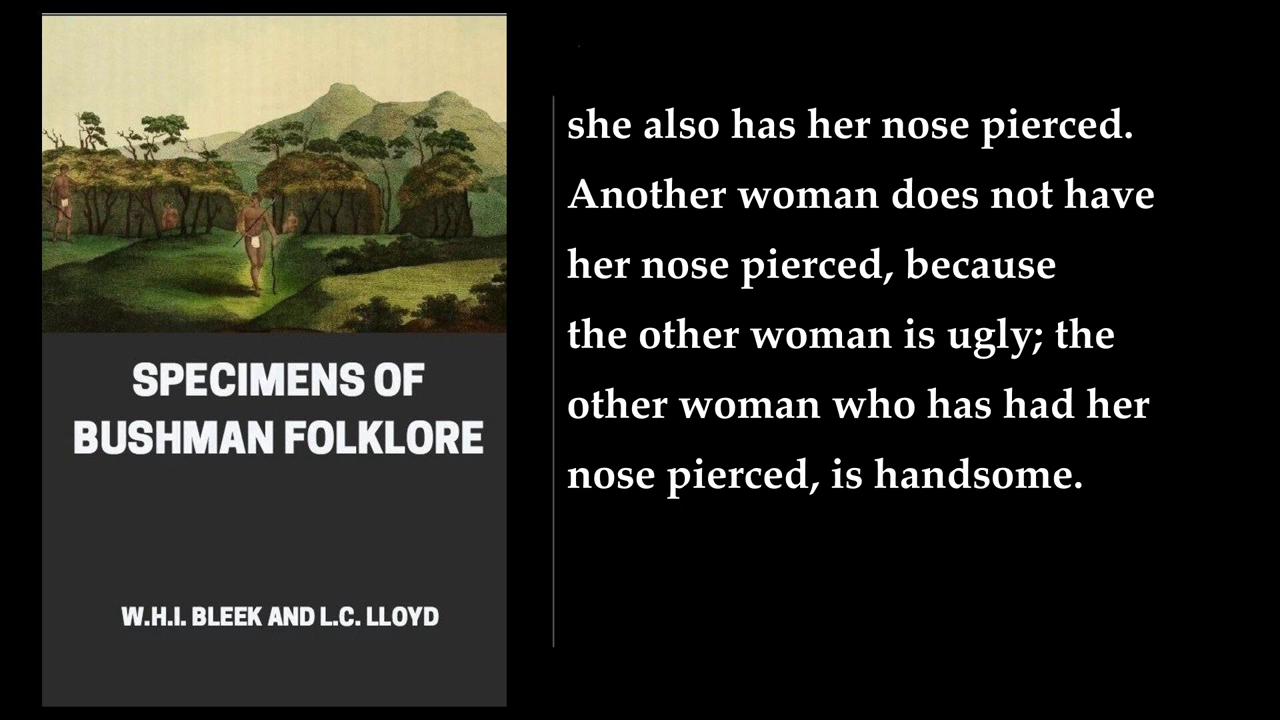 SPECIMENS OF
BUSHMAN FOLKLORE
W.H.I. BLEEK AND L.C. LLOYD
she also has her nose pierced.
Another woman does not have
her nose pierced, because
the other woman is ugly; the
other woman who has had her
nose pierced, is handsome.